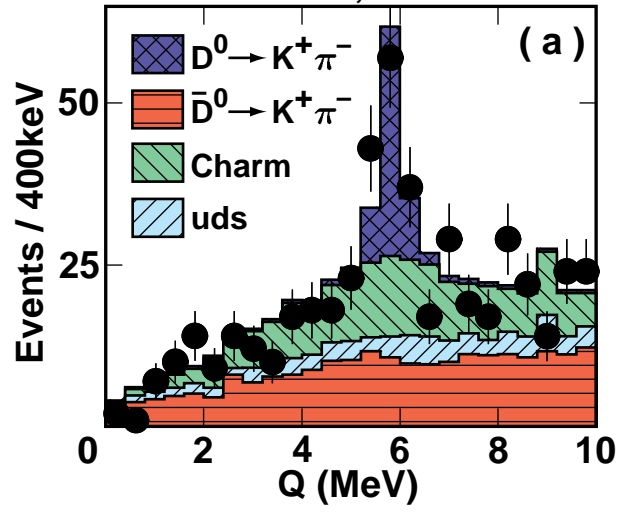 (a)
D⁰→K⁺π⁻
D̄⁰→K⁺π⁻
Charm
uds
50
25
Events / 400keV
0 2 4 6 8 10
Q (MeV)